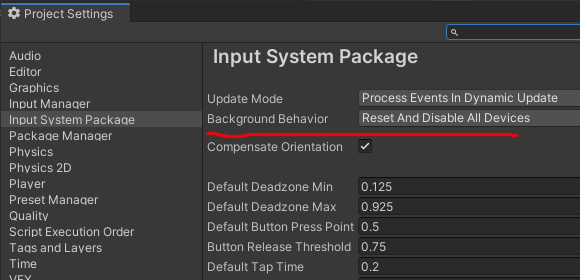 Project Settings
Audio
Editor
Graphics
Input Manager
Input System Package
Package Manager
Physics
Physics 2D
Player
Preset Manager
Quality
Script Execution Order
Tags and Layers
Time
VFX
Input System Package
Update Mode Process Events In Dynamic Update
Background Behavior Reset And Disable All Devices
Compensate Orientation
Default Deadzone Min 0.125
Default Deadzone Max 0.925
Default Button Press Point 0.5
Button Release Threshold 0.75
Default Tap Time 0.2